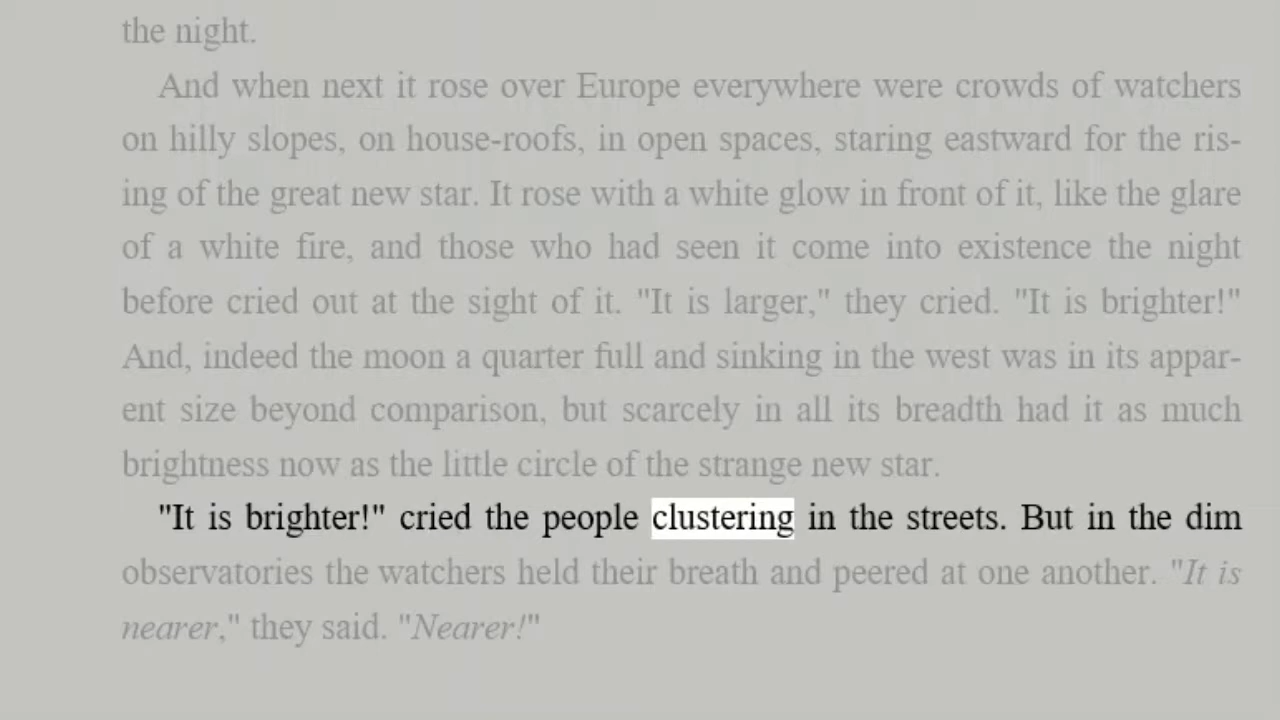 the night.
And when next it rose over Europe everywhere were crowds of watchers
on hilly slopes, on house-roofs, in open spaces, staring eastward for the ris-
ing of the great new star. It rose with a white glow in front of it, like the glare
of a white fire, and those who had seen it come into existence the night
before cried out at the sight of it. "It is larger," they cried. "It is brighter!"
And, indeed the moon a quarter full and sinking in the west was in its appar-
ent size beyond comparison, but scarcely in all its breadth had it as much
brightness now as the little circle of the strange new star.
"It is brighter!" cried the people clustering in the streets. But in the dim
observatories the watchers held their breath and peered at one another. "It is
nearer," they said. "Nearer!"